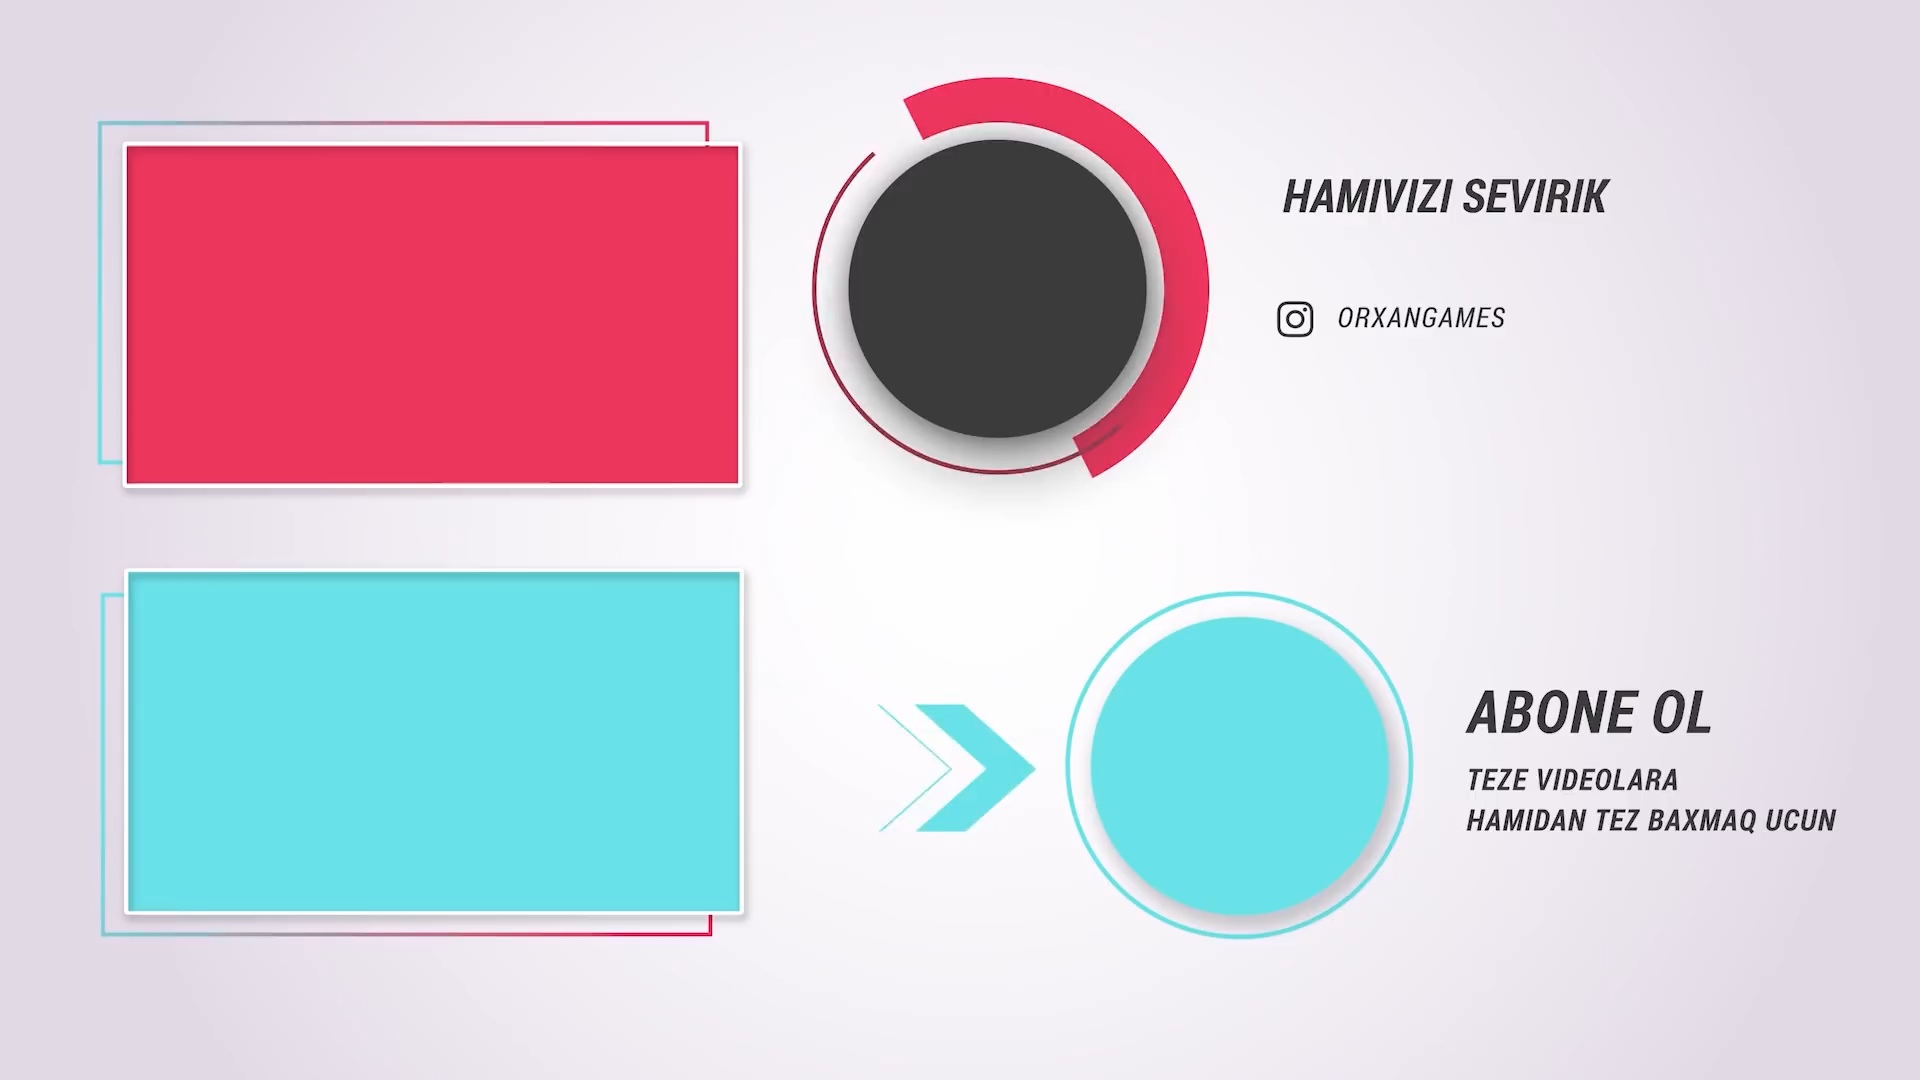 HAMIVIZI SEVIRIK
ORXANGAMES
ABONE OL
TEZE VIDEOLARA
HAMIDAN TEZ BAXMAQ UCUN